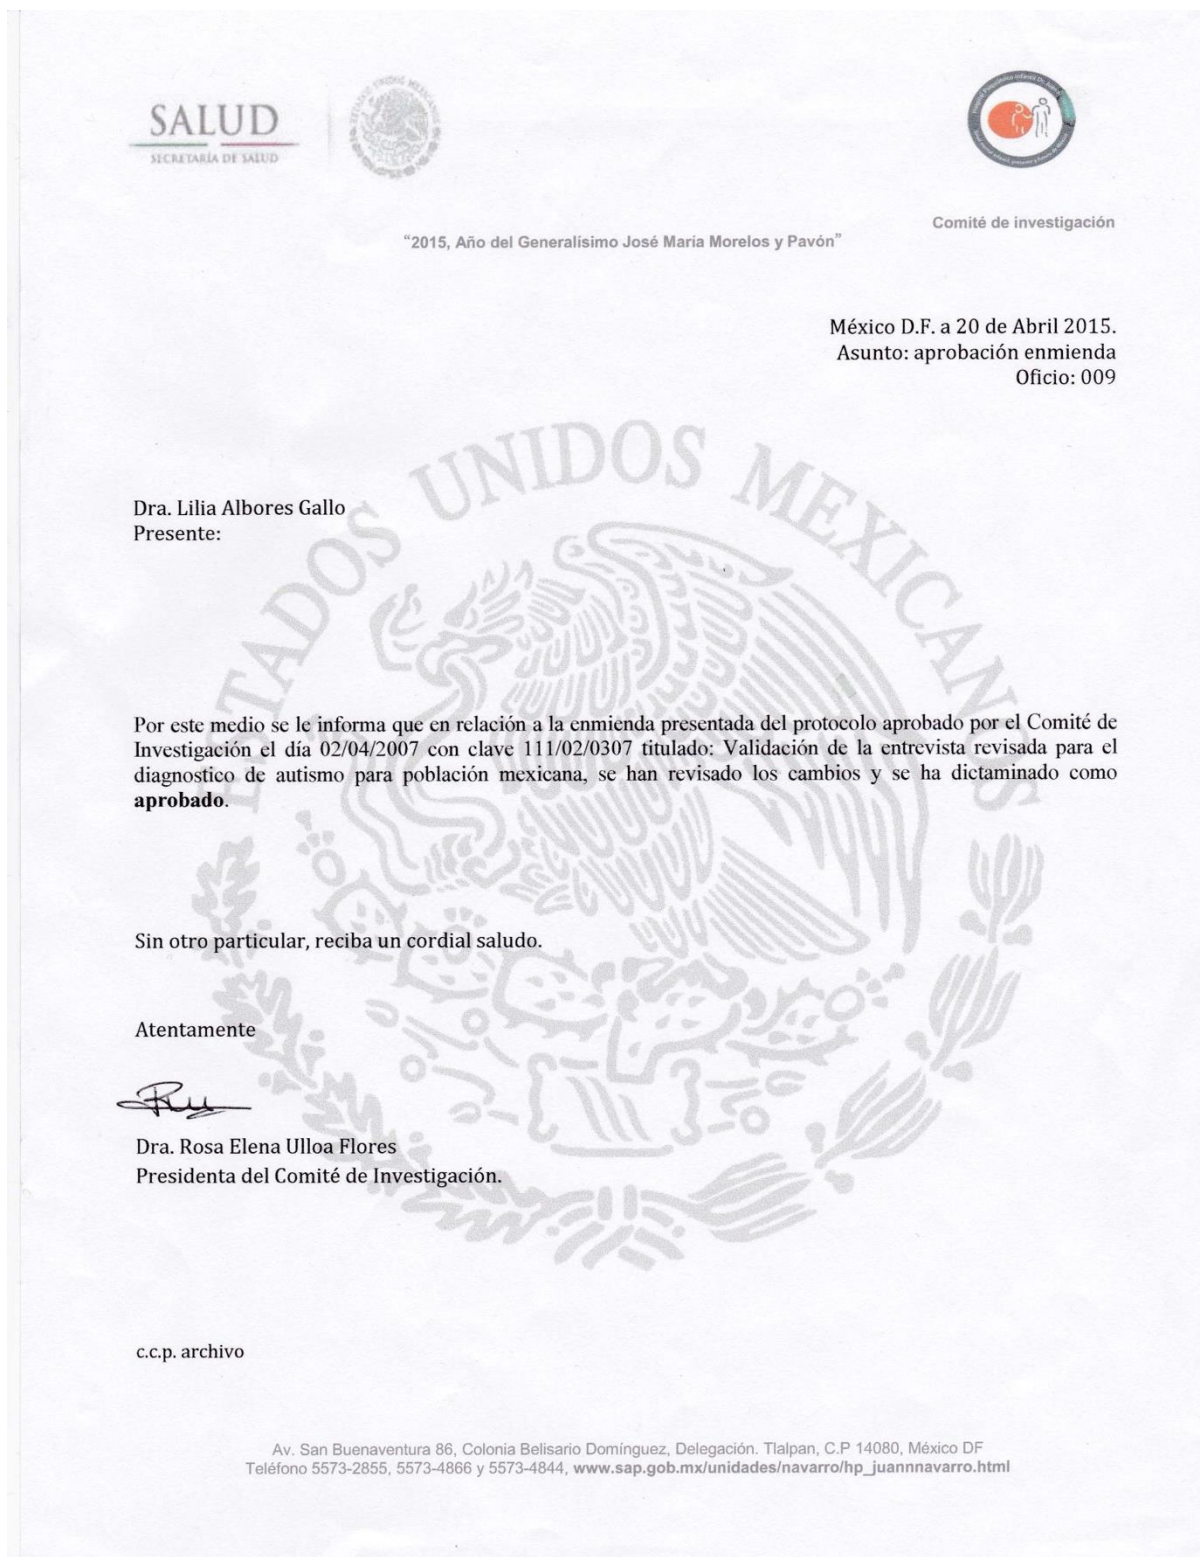 SALUD
SECRETARÍA DE SALUD
ESTADOS UNIDOS MEXICANOS
Comité de investigación
“2015, Año del Generalísimo José María Morelos y Pavón”
México D.F. a 20 de Abril 2015.
Asunto: aprobación enmienda
Oficio: 009
ESTADOS UNIDOS MEXICANOS
Dra. Lilia Albores Gallo
Presente:
Por este medio se le informa que en relación a la enmienda presentada del protocolo aprobado por el Comité de
Investigación el día 02/04/2007 con clave 111/02/0307 titulado: Validación de la entrevista revisada para el
diagnostico de autismo para población mexicana, se han revisado los cambios y se ha dictaminado como
aprobado.
Sin otro particular, reciba un cordial saludo.
Atentamente
Dra. Rosa Elena Ulloa Flores
Presidenta del Comité de Investigación.
c.c.p. archivo
Av. San Buenaventura 86, Colonia Belisario Domínguez, Delegación. Tlalpan, C.P 14080, México DF
Teléfono 5573-2855, 5573-4866 y 5573-4844, www.sap.gob.mx/unidades/navarro/hp_juannnavarro.html